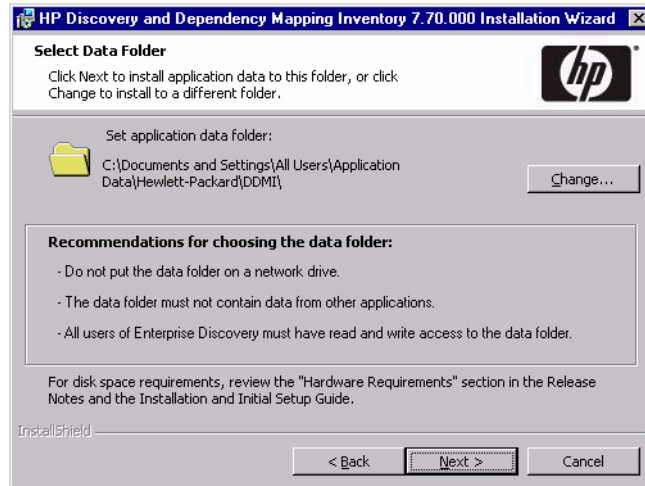 HP Discovery and Dependency Mapping Inventory 7.70.000 Installation Wizard
Select Data Folder
Click Next to install application data to this folder, or click
Change to install to a different folder.
hp
Set application data folder:
C:\Documents and Settings\All Users\Application
Data\Hewlett-Packard\DDMI\
Change...
Recommendations for choosing the data folder:
- Do not put the data folder on a network drive.
- The data folder must not contain data from other applications.
- All users of Enterprise Discovery must have read and write access to the data folder.
For disk space requirements, review the "Hardware Requirements" section in the Release
Notes and the Installation and Initial Setup Guide.
InstallShield
< Back
Next >
Cancel